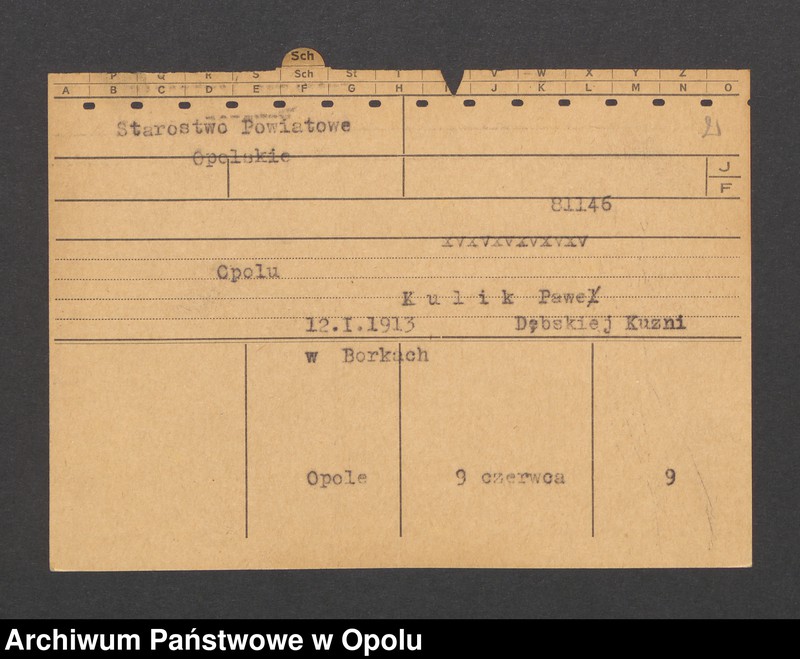 Sch
P Q R S Sch St T V W X Y Z
A B C D E F G H I J K L M N O
Starostwo Powiatowe
Opolskie
J
F
81146
xvxvxvxvxvxv
Opolu
K u l i k Paweł
12.I.1913 Dębskiej Kuzni
w Borkach
Opole 9 czerwca 9
Archiwum Państwowe w Opolu